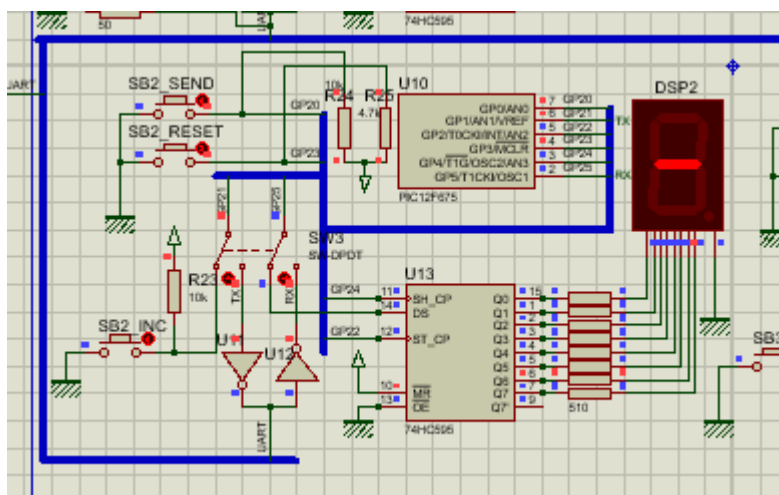 50
74HC595
UART
SB2_SEND
10k
R24
R25
4.7k
U10
DSP2
GP20
SB2_RESET
GP23
GP0/AN0
GP1/AN1/VREF
GP2/T0CKI/INT/AN2
GP3/MCLR
GP4/T1G/OSC2/AN3
GP5/T1CKI/OSC1
7
6
5
4
3
2
GP20
GP21
GP22
GP23
GP24
GP25
TX
RX
PIC12F675
GP21
GP25
SW3
SW-DPDT
R23
10k
TX
RX
U13
GP24
GP22
11
14
12
10
13
SH_CP
DS
ST_CP
MR
OE
Q0
Q1
Q2
Q3
Q4
Q5
Q6
Q7
Q7'
15
1
2
3
4
5
6
7
9
510
SB2_INC
U11
U12
UART
74HC595
SB3